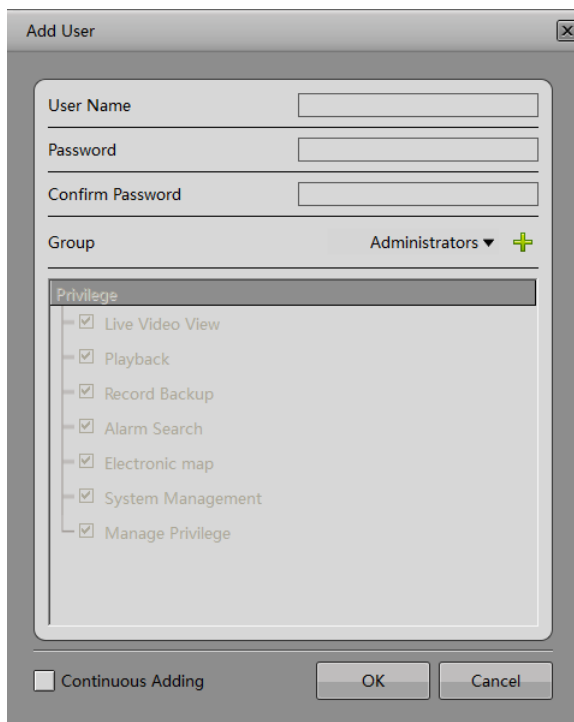 Add User
User Name
Password
Confirm Password
Group Administrators
Privilege
Live Video View
Playback
Record Backup
Alarm Search
Electronic map
System Management
Manage Privilege
Continuous Adding OK Cancel